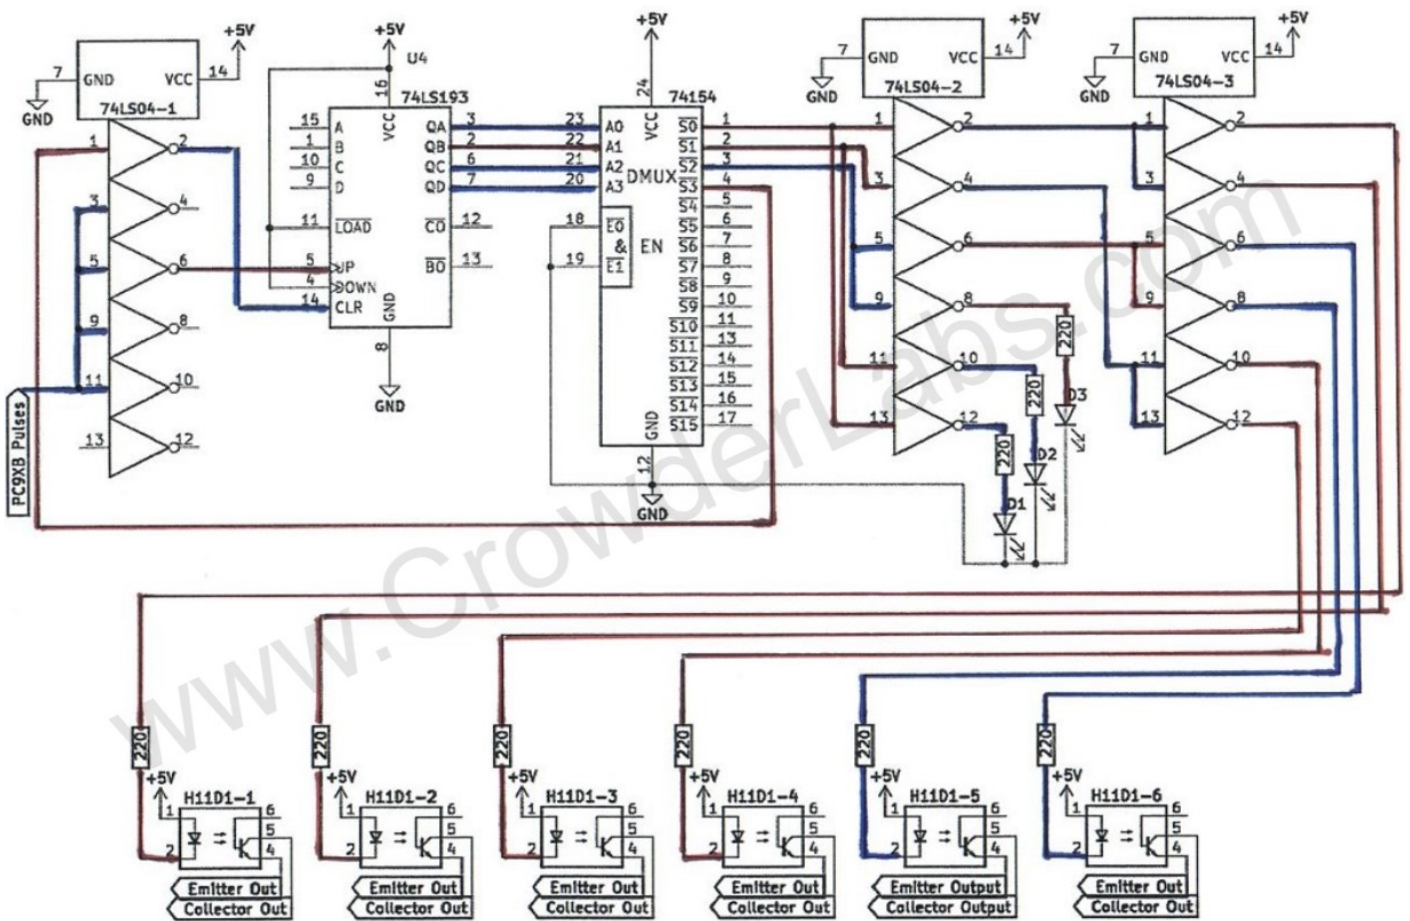 +5V
7 GND VCC 14
GND
74LS04-1
1 2
3 4
5 6
9 8
11 10
13 12
PC9XB Pulses
+5V
U4
16
74LS193
VCC
15 A QA 3
1 B QB 2
10 C QC 6
9 D QD 7
11 LOAD CO 12
5 UP BO 13
4 DOWN
14 CLR
GND
8
GND
+5V
24
74154
VCC
DMUX
23 A0 S0 1
22 A1 S1 2
21 A2 S2 3
20 A3 S3 4
S4 5
18 E0 S5 6
& EN S6 7
19 E1 S7 8
S8 9
S9 10
S10 11
S11 13
S12 14
S13 15
S14 16
S15 17
GND
12
GND
+5V
7 GND VCC 14
GND
74LS04-2
1 2
3 4
5 6
9 8
11 10
13 12
220 220 220
D3
D2
D1
+5V
7 GND VCC 14
GND
74LS04-3
1 2
3 4
5 6
9 8
11 10
13 12
www.CrowderLabs.com
220 220 220 220 220 220
+5V +5V +5V +5V +5V +5V
H11D1-1 H11D1-2 H11D1-3 H11D1-4 H11D1-5 H11D1-6
1 6 1 6 1 6 1 6 1 6 1 6
5 5 5 5 5 5
2 4 2 4 2 4 2 4 2 4 2 4
Emitter Out Emitter Out Emitter Out Emitter Out Emitter Output Emitter Out
Collector Out Collector Out Collector Out Collector Out Collector Output Collector Out